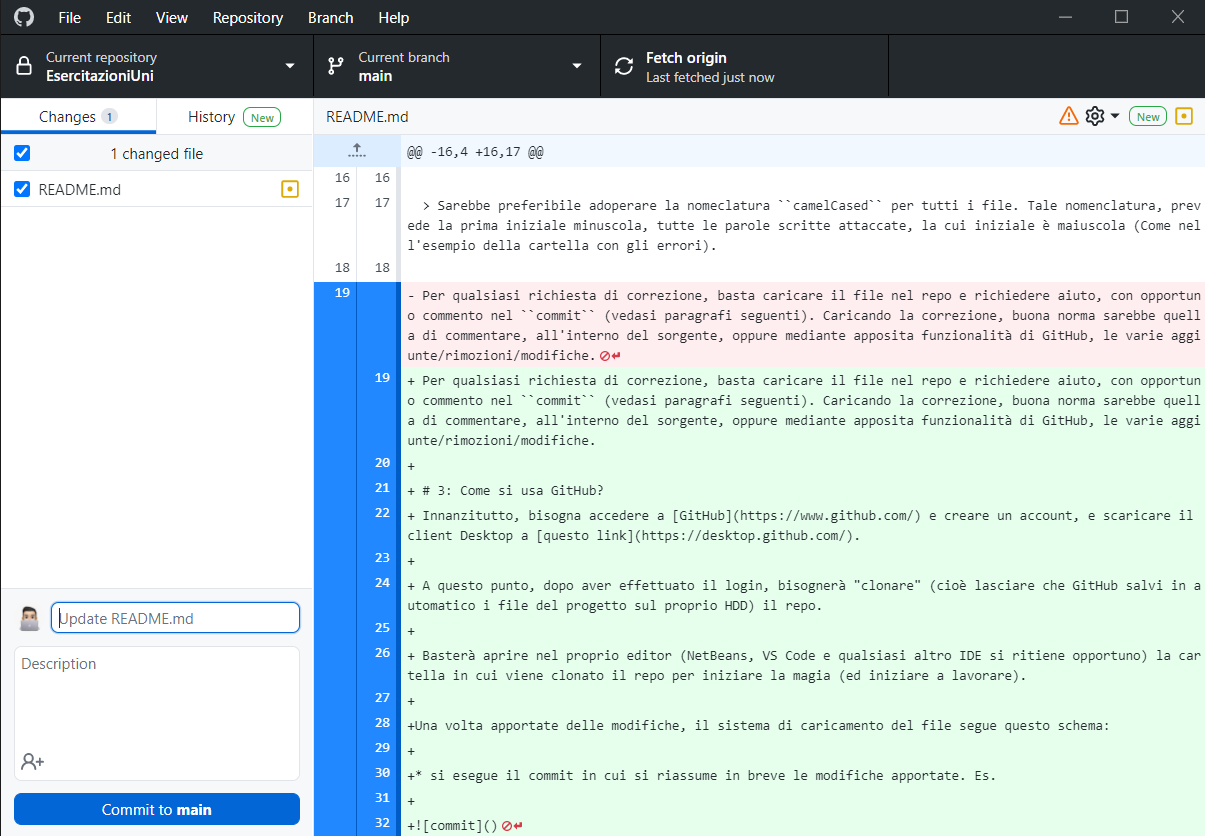 File Edit View Repository Branch Help
Current repository
EsercitazioniUni
Current branch
main
Fetch origin
Last fetched just now
Changes 1
History New
README.md
New
1 changed file
README.md
@@ -16,4 +16,17 @@
16 16
17 17 > Sarebbe preferibile adoperare la nomeclatura ``camelCased`` per tutti i file. Tale nomenclatura, prev
ede la prima iniziale minuscola, tutte le parole scritte attaccate, la cui iniziale è maiuscola (Come nel
l'esempio della cartella con gli errori).
18 18
19 - Per qualsiasi richiesta di correzione, basta caricare il file nel repo e richiedere aiuto, con opportun
o commento nel ``commit`` (vedasi paragrafi seguenti). Caricando la correzione, buona norma sarebbe quell
a di commentare, all'interno del sorgente, oppure mediante apposita funzionalità di GitHub, le varie aggi
unte/rimozioni/modifiche.
19 + Per qualsiasi richiesta di correzione, basta caricare il file nel repo e richiedere aiuto, con opportun
o commento nel ``commit`` (vedasi paragrafi seguenti). Caricando la correzione, buona norma sarebbe quell
a di commentare, all'interno del sorgente, oppure mediante apposita funzionalità di GitHub, le varie aggi
unte/rimozioni/modifiche.
20 +
21 + # 3: Come si usa GitHub?
22 + Innanzitutto, bisogna accedere a [GitHub](https://www.github.com/) e creare un account, e scaricare il
client Desktop a [questo link](https://desktop.github.com/).
23 +
24 + A questo punto, dopo aver effettuato il login, bisognerà "clonare" (cioè lasciare che GitHub salvi in a
utomatico i file del progetto sul proprio HDD) il repo.
25 +
26 + Basterà aprire nel proprio editor (NetBeans, VS Code e qualsiasi altro IDE si ritiene opportuno) la car
tella in cui viene clonato il repo per iniziare la magia (ed iniziare a lavorare).
27 +
28 +Una volta apportate delle modifiche, il sistema di caricamento del file segue questo schema:
29 +
30 +* si esegue il commit in cui si riassume in breve le modifiche apportate. Es.
31 +
32 +![commit]()
Update README.md
Description
Commit to main